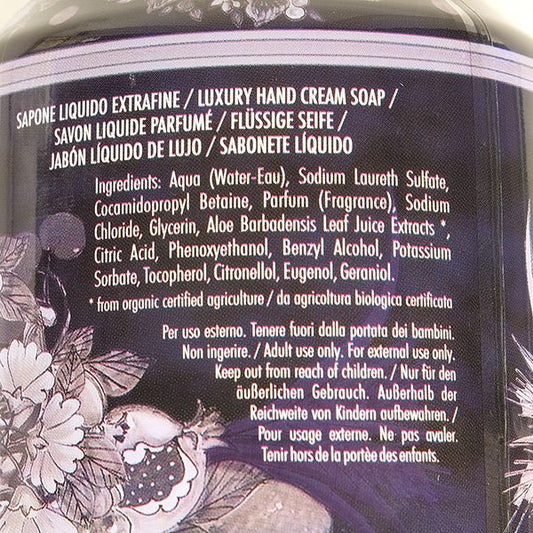 SAPONE LIQUIDO EXTRAFINE / LUXURY HAND CREAM SOAP /
SAVON LIQUIDE PARFUMÉ / FLÜSSIGE SEIFE /
JABÓN LÍQUIDO DE LUJO / SABONETE LÍQUIDO
Ingredients: Aqua (Water-Eau), Sodium Laureth Sulfate,
Cocamidopropyl Betaine, Parfum (Fragrance), Sodium
Chloride, Glycerin, Aloe Barbadensis Leaf Juice Extracts *,
Citric Acid, Phenoxyethanol, Benzyl Alcohol, Potassium
Sorbate, Tocopherol, Citronellol, Eugenol, Geraniol.
* from organic certified agriculture / da agricoltura biologica certificata
Per uso esterno. Tenere fuori dalla portata dei bambini.
Non ingerire. / Adult use only. For external use only.
Keep out from reach of children. / Nur für den
äußerlichen Gebrauch. Außerhalb der
Reichweite von Kindern aufbewahren. /
Pour usage externe. Ne pas avaler.
Tenir hors de la portèe des enfants.